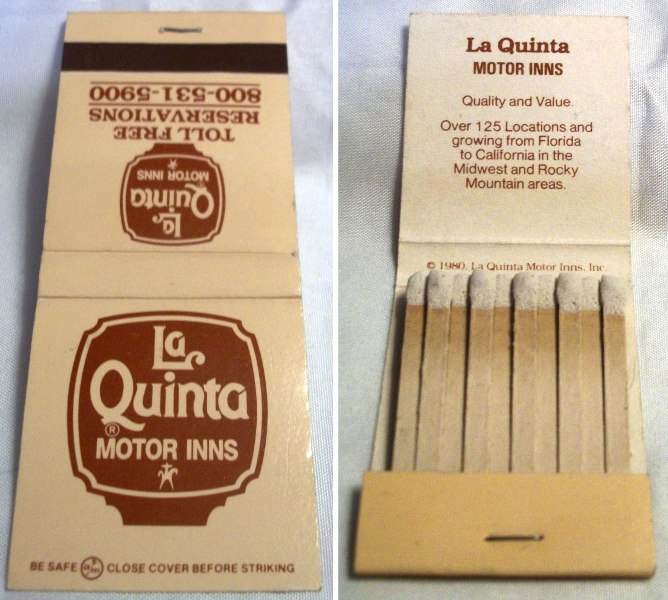 800-531-5900
RESERVATIONS
TOLL FREE
La
Quinta®
MOTOR INNS
La
Quinta
®
MOTOR INNS
BE SAFE CLOSE COVER BEFORE STRIKING
La Quinta
MOTOR INNS
Quality and Value.
Over 125 Locations and
growing from Florida
to California in the
Midwest and Rocky
Mountain areas.
© 1980, La Quinta Motor Inns, Inc.